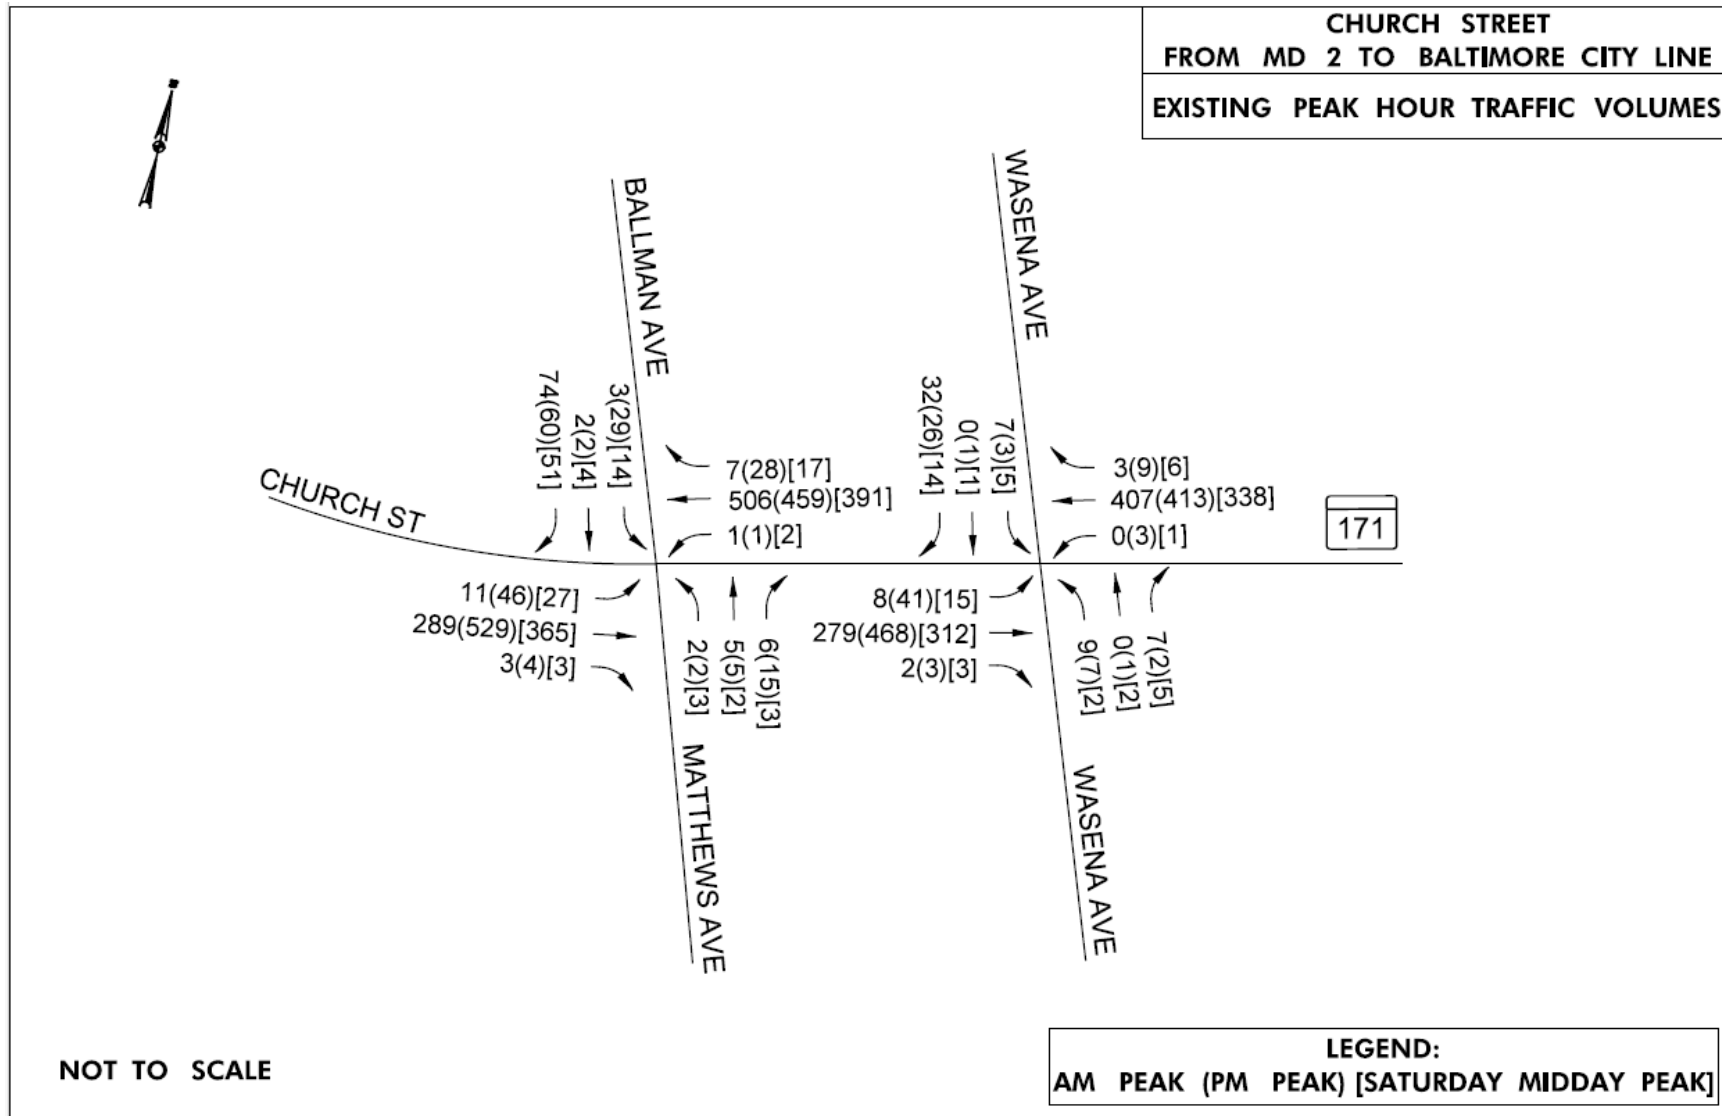 CHURCH STREET
FROM MD 2 TO BALTIMORE CITY LINE
EXISTING PEAK HOUR TRAFFIC VOLUMES
BALLMAN AVE
WASENA AVE
CHURCH ST
74(60)[51]
2(2)[4]
3(29)[14]
7(28)[17]
506(459)[391]
1(1)[2]
32(26)[14]
0(1)[1]
7(3)[5]
3(9)[6]
407(413)[338]
0(3)[1]
171
11(46)[27]
289(529)[365]
3(4)[3]
2(2)[3]
5(5)[2]
6(15)[3]
8(41)[15]
279(468)[312]
2(3)[3]
9(7)[2]
0(1)[2]
7(2)[5]
MATTHEWS AVE
WASENA AVE
NOT TO SCALE
LEGEND:
AM PEAK (PM PEAK) [SATURDAY MIDDAY PEAK]